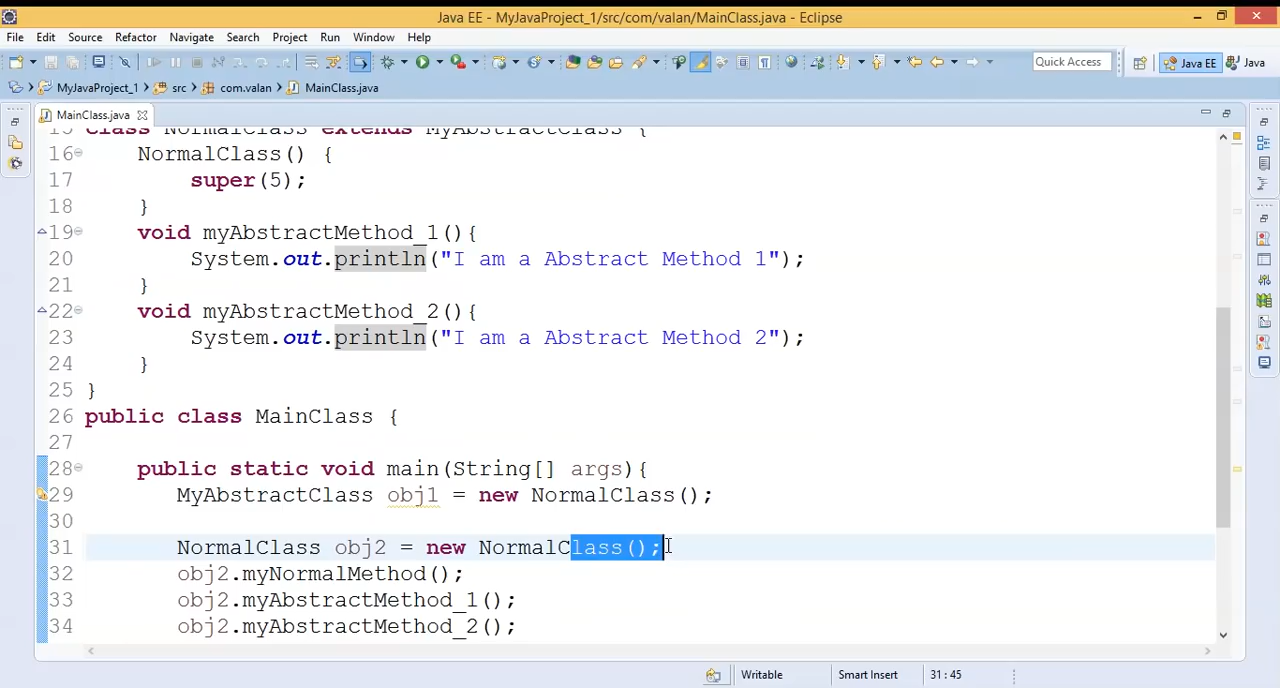 Java EE - MyJavaProject_1/src/com/valan/MainClass.java - Eclipse
File Edit Source Refactor Navigate Search Project Run Window Help
Quick Access Java EE Java
MyJavaProject_1 src com.valan MainClass.java
MainClass.java
15 class NormalClass extends MyAbstractClass {
16 NormalClass() {
17 super(5);
18 }
19 void myAbstractMethod_1(){
20 System.out.println("I am a Abstract Method 1");
21 }
22 void myAbstractMethod_2(){
23 System.out.println("I am a Abstract Method 2");
24 }
25 }
26 public class MainClass {
27
28 public static void main(String[] args){
29 MyAbstractClass obj1 = new NormalClass();
30
31 NormalClass obj2 = new NormalClass();
32 obj2.myNormalMethod();
33 obj2.myAbstractMethod_1();
34 obj2.myAbstractMethod_2();
Writable Smart Insert 31 : 45